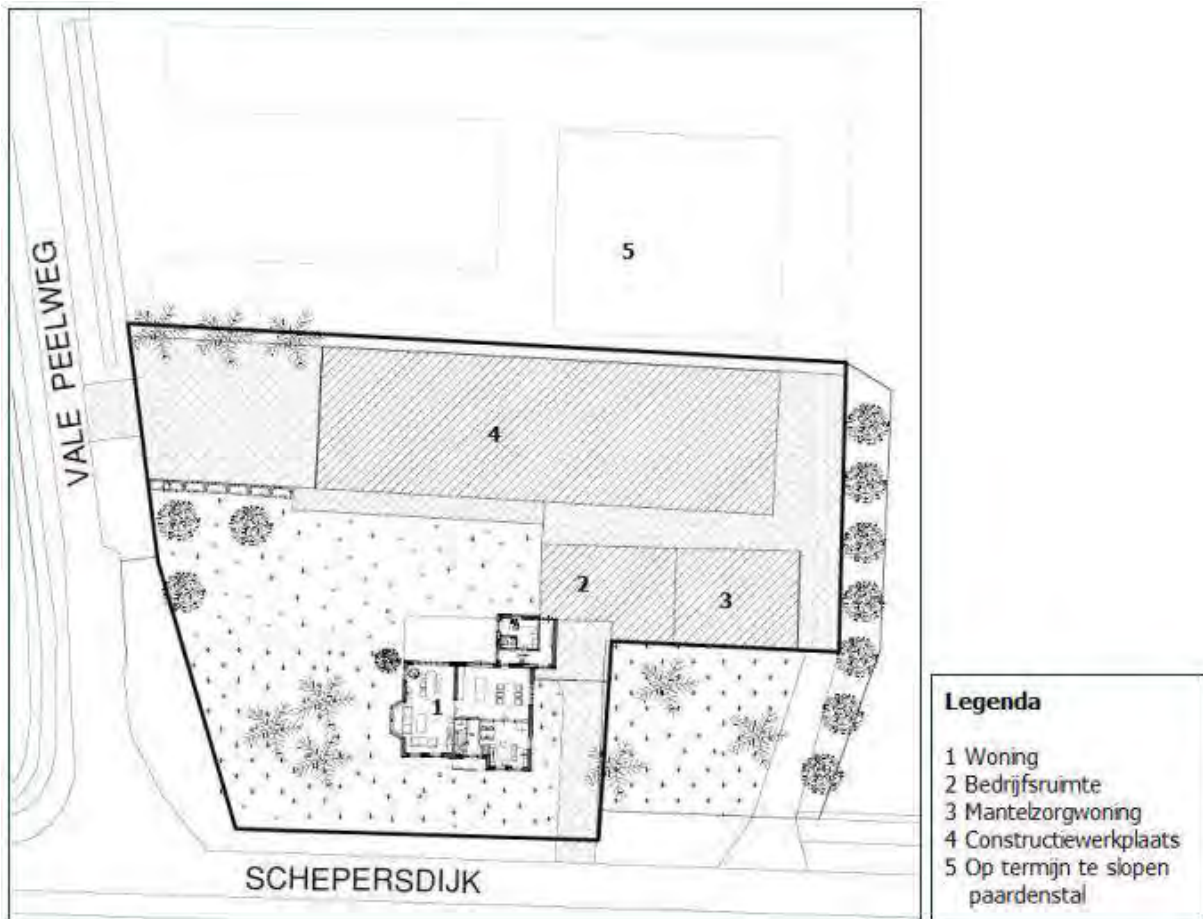 5
VALE PEELWEG
4
2
3
1
SCHEPERSDIJK
Legenda
1 Woning
2 Bedrijfsruimte
3 Mantelzorgwoning
4 Constructiewerkplaats
5 Op termijn te slopen
paardenstal